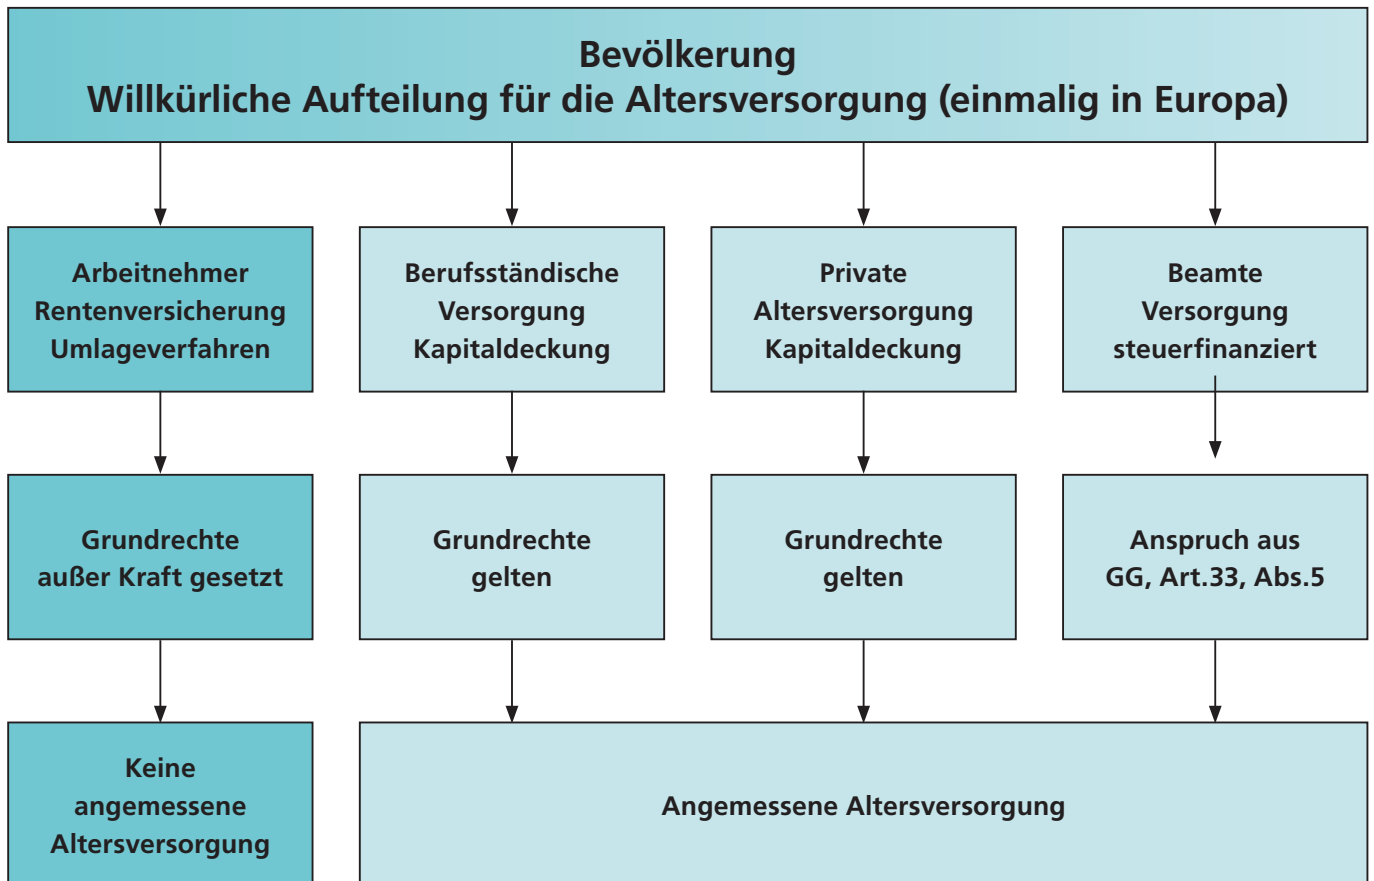 Bevölkerung
Willkürliche Aufteilung für die Altersversorgung (einmalig in Europa)
Arbeitnehmer
Rentenversicherung
Umlageverfahren
Berufsständische
Versorgung
Kapitaldeckung
Private
Altersversorgung
Kapitaldeckung
Beamte
Versorgung
steuerfinanziert
Grundrechte
außer Kraft gesetzt
Grundrechte
gelten
Grundrechte
gelten
Anspruch aus
GG, Art.33, Abs.5
Keine
angemessene
Altersversorgung
Angemessene Altersversorgung